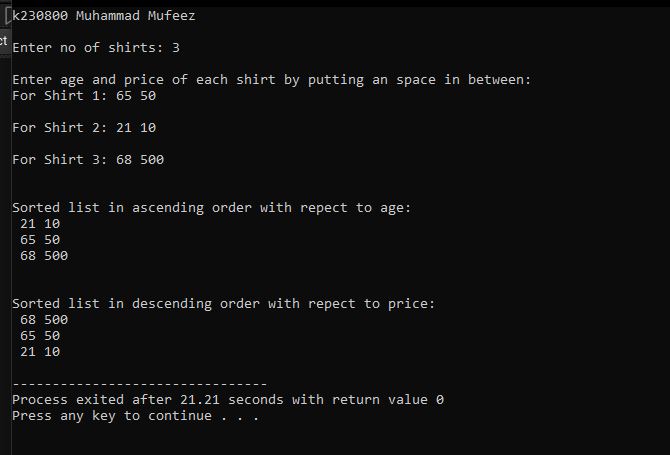 ct
k230800 Muhammad Mufeez
Enter no of shirts: 3
Enter age and price of each shirt by putting an space in between:
For Shirt 1: 65 50
For Shirt 2: 21 10
For Shirt 3: 68 500
Sorted list in ascending order with repect to age:
21 10
65 50
68 500
Sorted list in descending order with repect to price:
68 500
65 50
21 10
--------------------------------
Process exited after 21.21 seconds with return value 0
Press any key to continue . . .